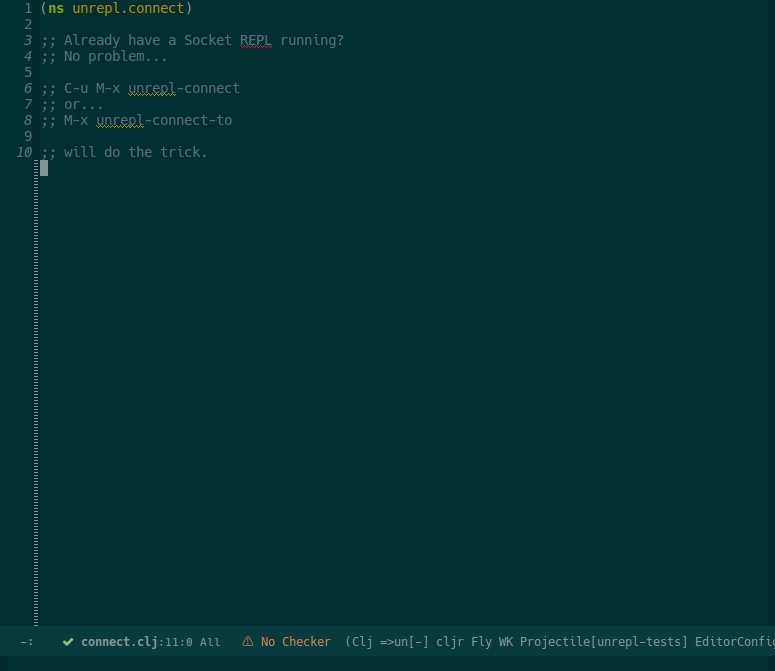 1 (ns unrepl.connect)
2
3 ;; Already have a Socket REPL running?
4 ;; No problem...
5
6 ;; C-u M-x unrepl-connect
7 ;; or...
8 ;; M-x unrepl-connect-to
9
10 ;; will do the trick.
-: ✔ connect.clj:11:0 All ⚠ No Checker (Clj =>un[-] cljr Fly WK Projectile[unrepl-tests] EditorConfig